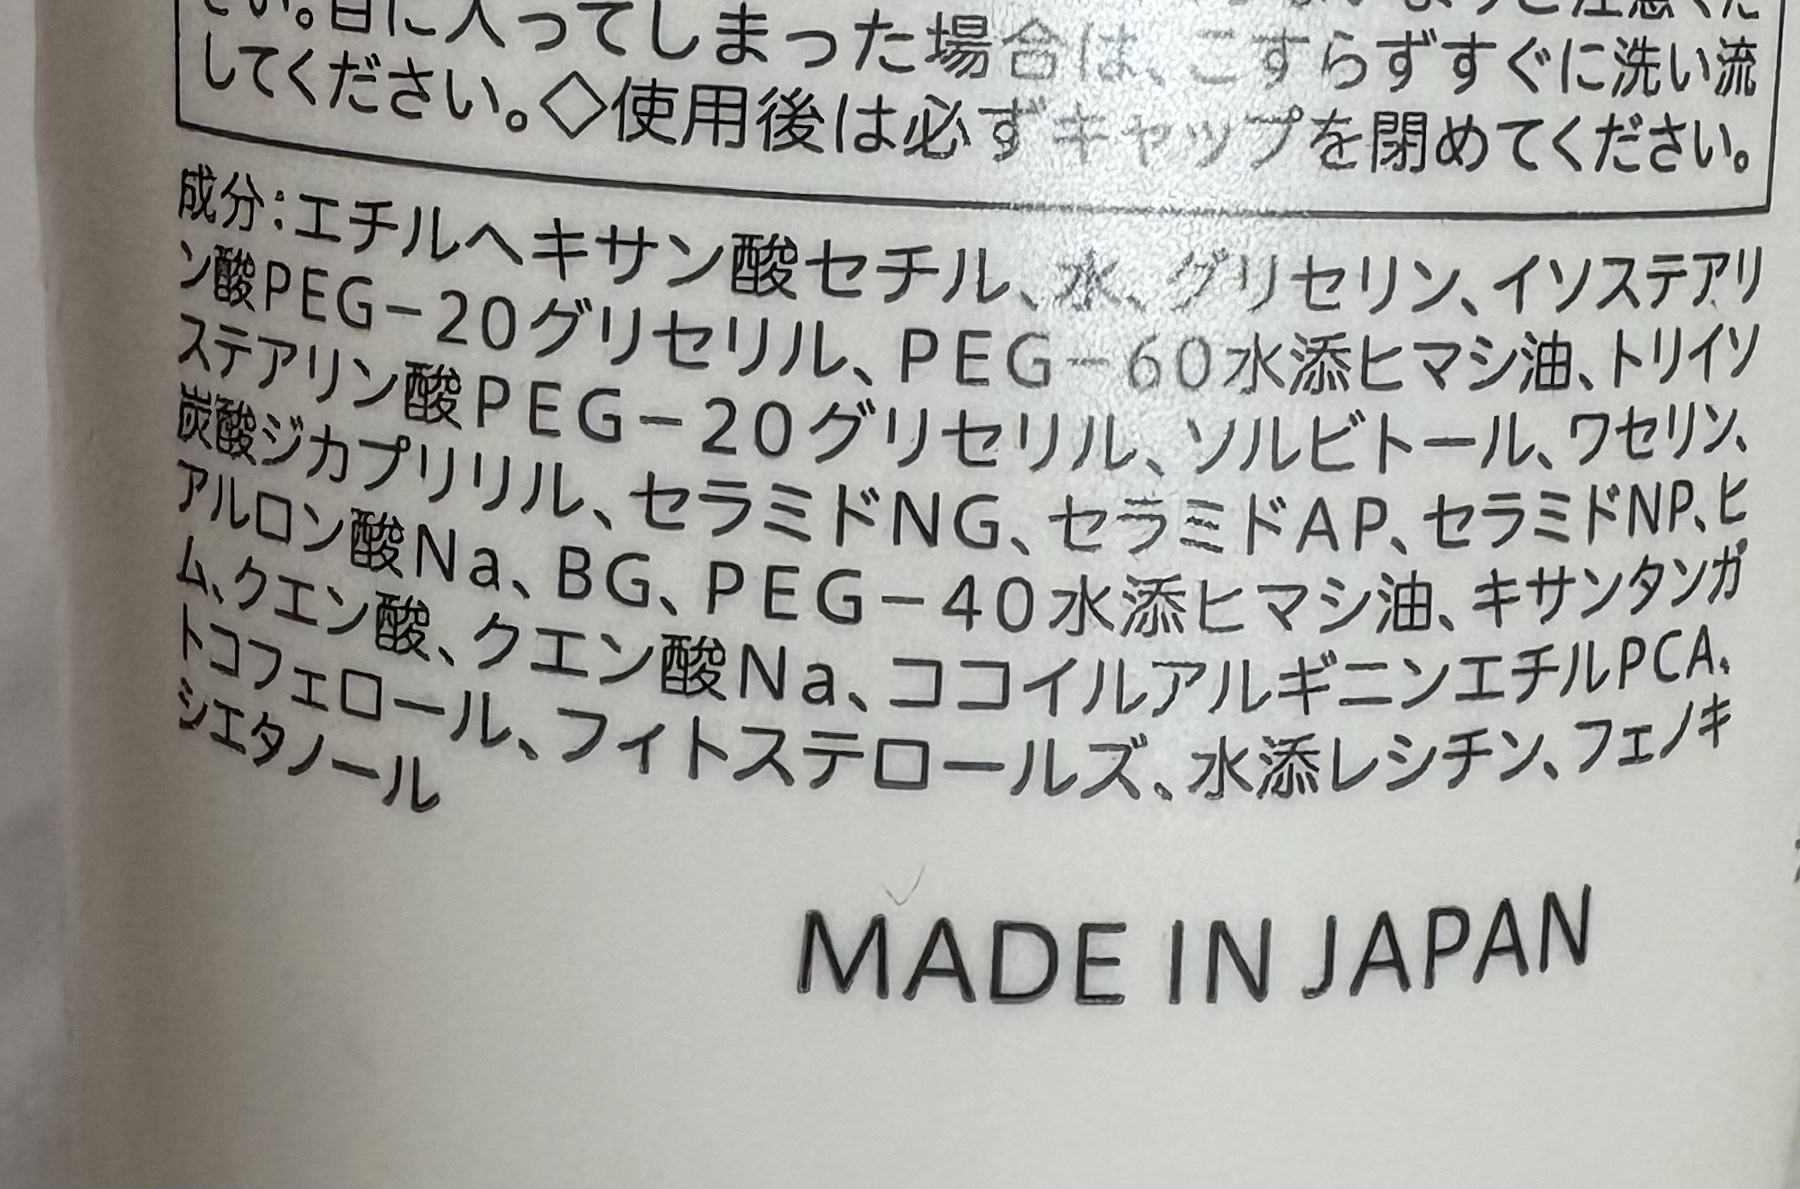 さい。目に入ってしまった場合は、こすらずすぐに洗い流
してください。◇使用後は必ずキャップを閉めてください。
成分：エチルヘキサン酸セチル、水、グリセリン、イソステアリ
ン酸PEG－20グリセリル、PEG－60水添ヒマシ油、トリイソ
ステアリン酸PEG－20グリセリル、ソルビトール、ワセリン、
炭酸ジカプリリル、セラミドNG、セラミドAP、セラミドNP、ヒ
アルロン酸Na、BG、PEG－40水添ヒマシ油、キサンタンガ
ム、クエン酸、クエン酸Na、ココイルアルギニンエチルPCA、
トコフェロール、フィトステロールズ、水添レシチン、フェノキ
シエタノール
MADE IN JAPAN